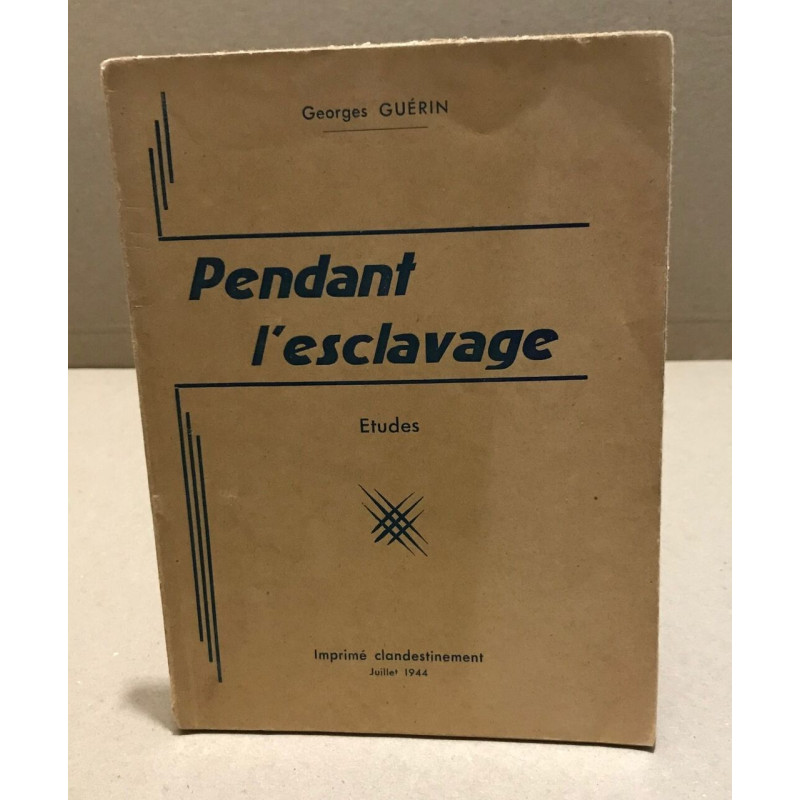 Georges GUÉRIN
Pendant
l'esclavage
Etudes
Imprimé clandestinement
Juillet 1944